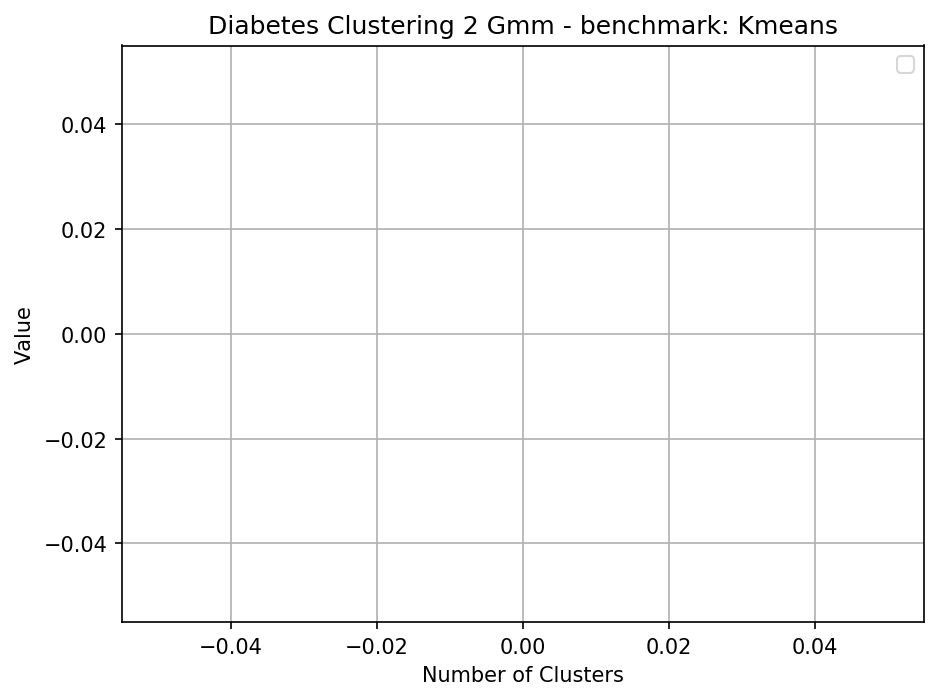 Diabetes Clustering 2 Gmm - benchmark: Kmeans
0.04
0.02
0.00
−0.02
−0.04
Value
−0.04 −0.02 0.00 0.02 0.04
Number of Clusters